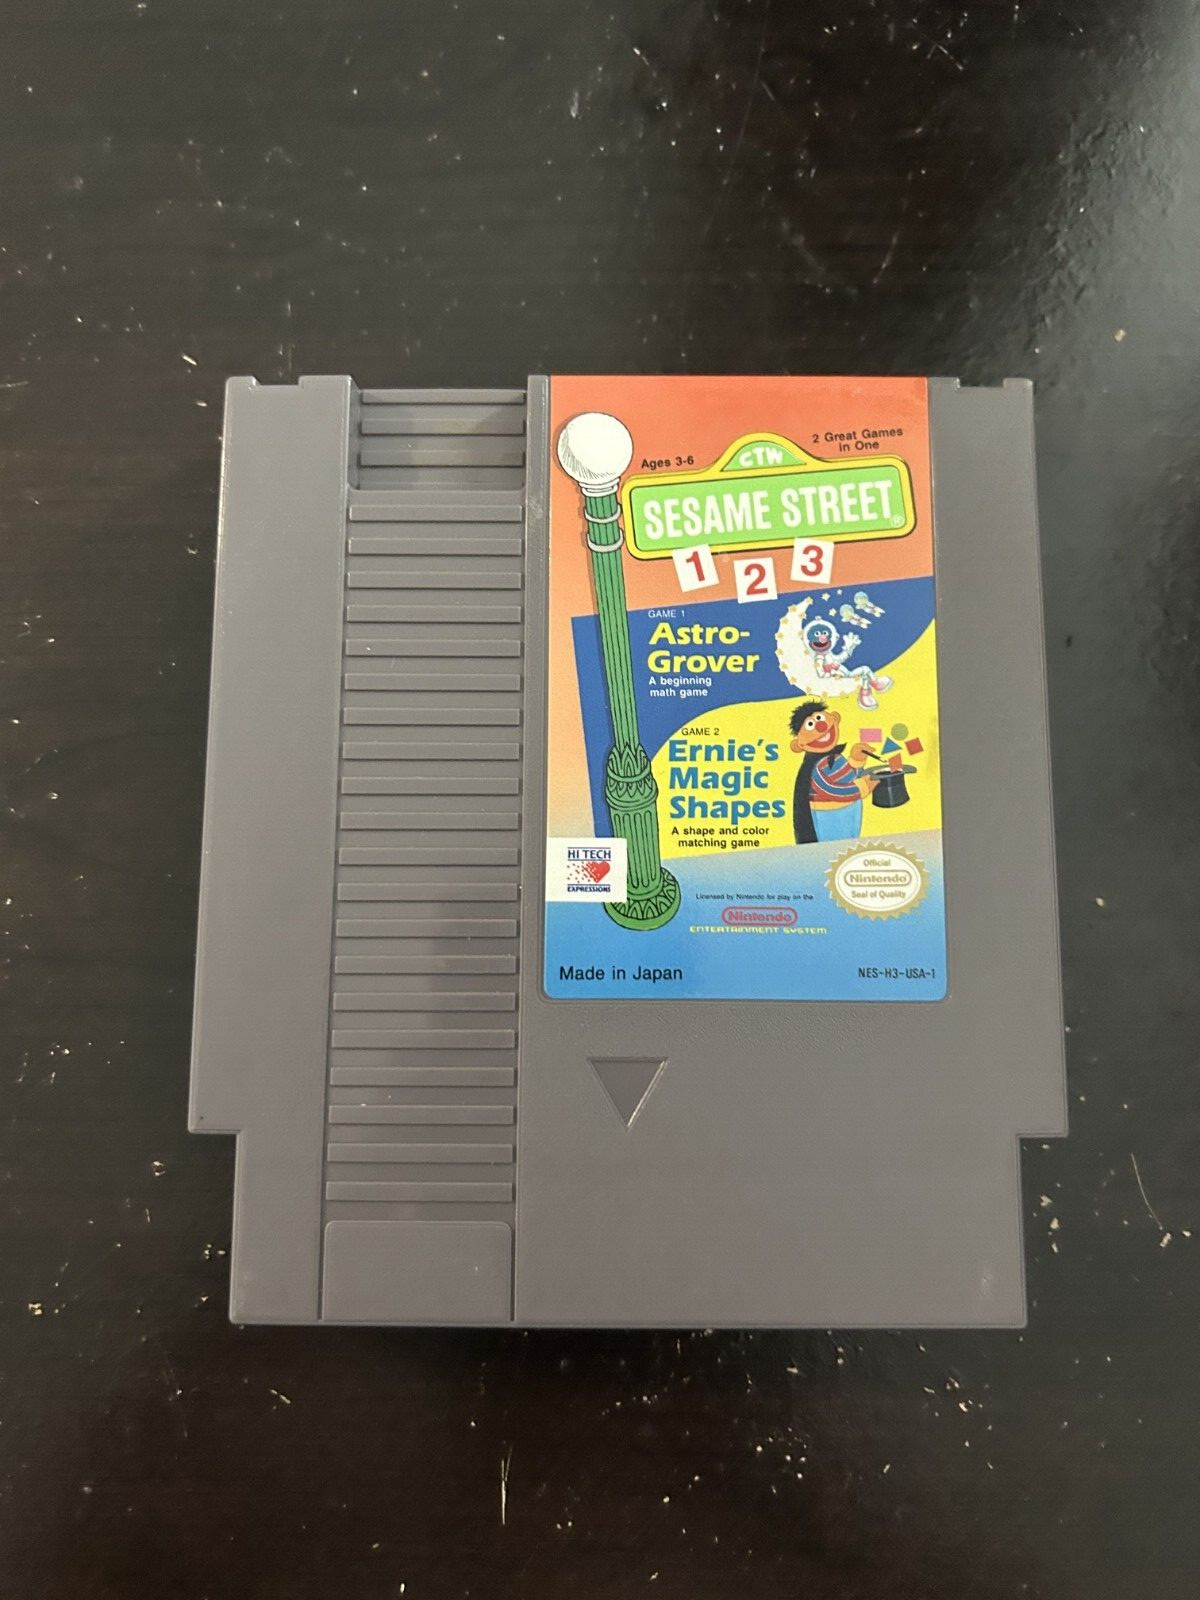 Ages 3-6
2 Great Games
in One
CTW
SESAME STREET®
1 2 3
GAME 1
Astro-
Grover
A beginning
math game
GAME 2
Ernie's
Magic
Shapes
A shape and color
matching game
HI TECH
EXPRESSIONS
Official
Nintendo®
Seal of Quality
Licensed by Nintendo for play on the
Nintendo
ENTERTAINMENT SYSTEM
Made in Japan
NES-H3-USA-1